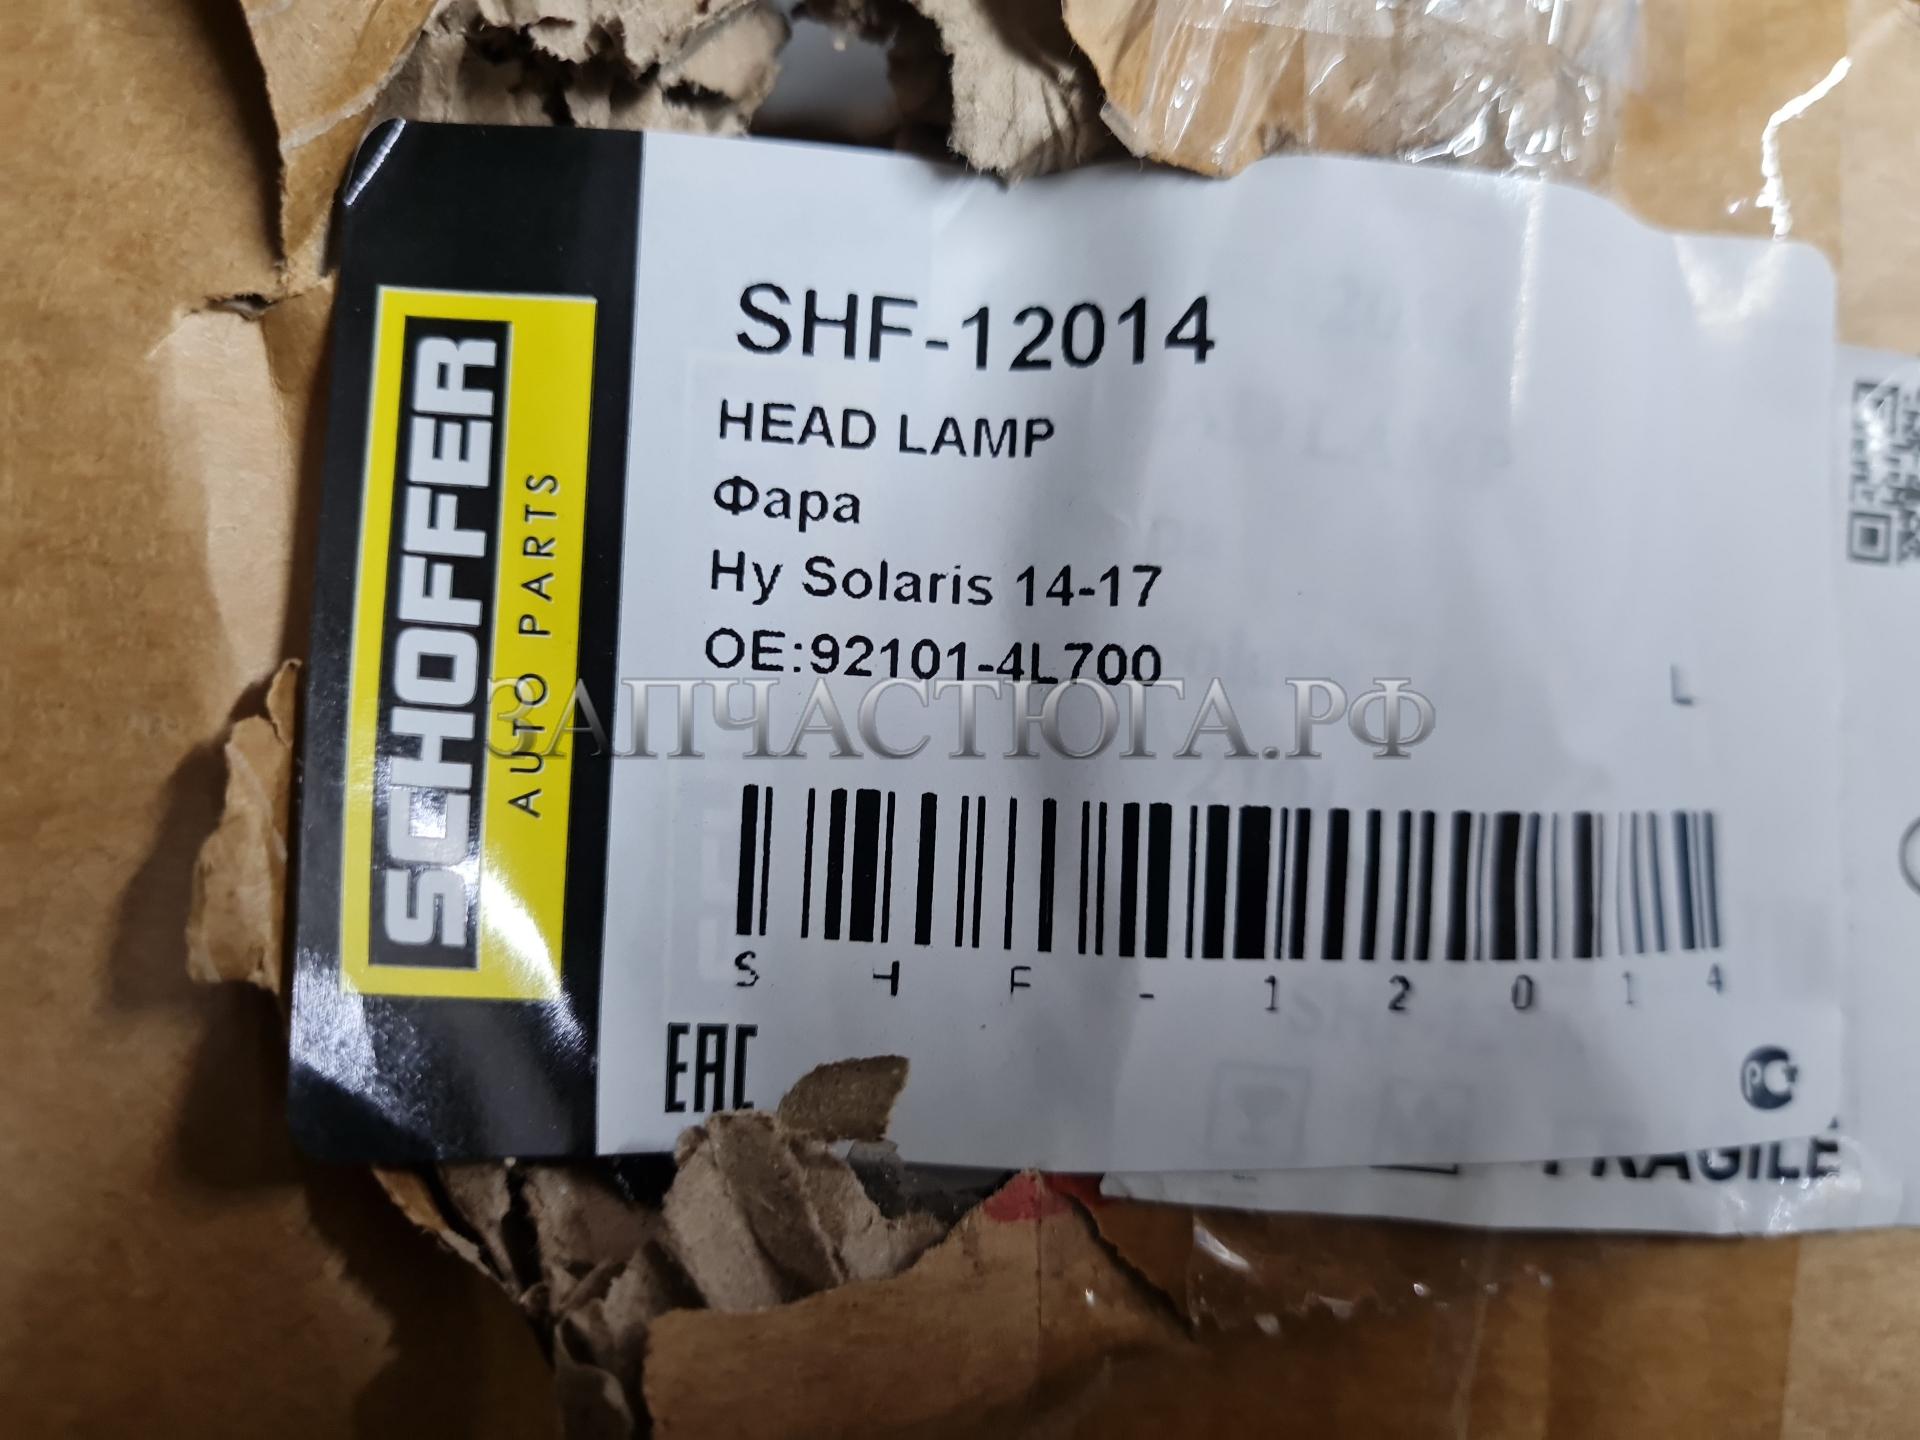 SCHOFFER
AUTO PARTS
SHF-12014
HEAD LAMP
Фара
Hy Solaris 14-17
OE:92101-4L700
L
ЗАПЧАСТЮГА.РФ
SHF-12014
EAC
РСТ
FRAGILE